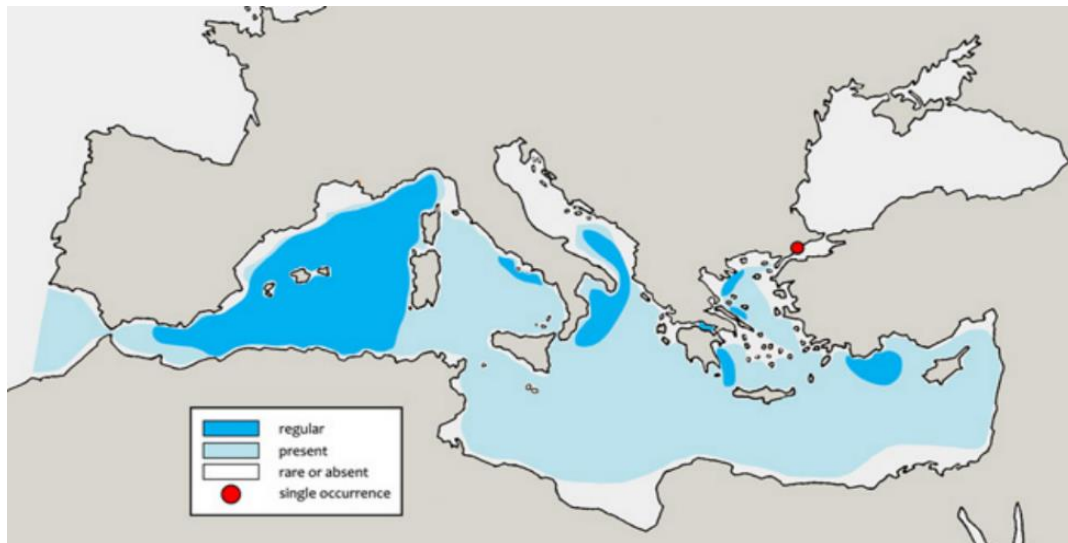 regular
present
rare or absent
single occurrence